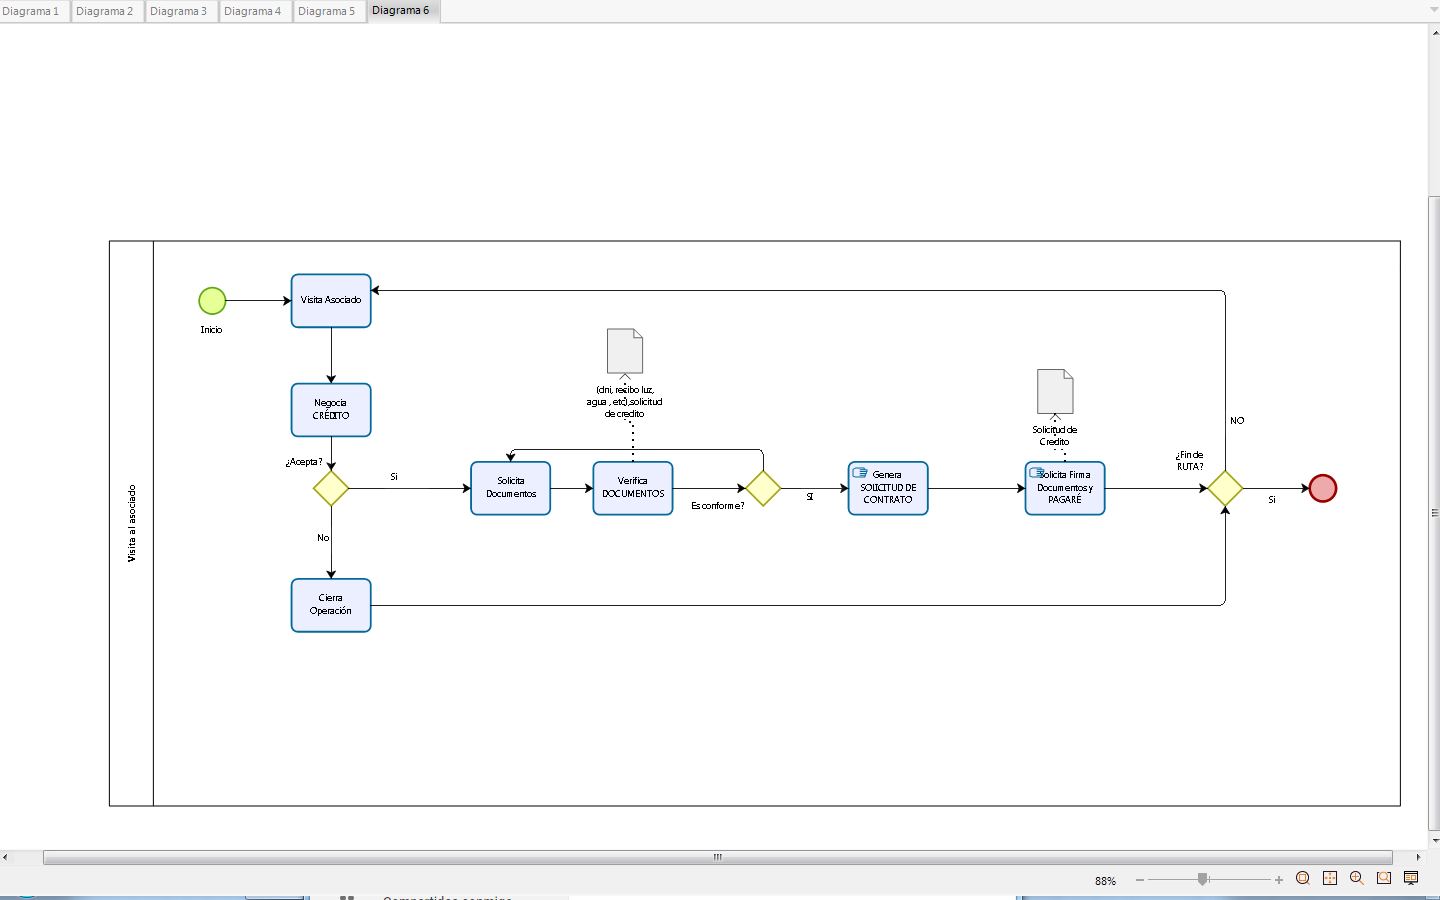 Diagrama 1 Diagrama 2 Diagrama 3 Diagrama 4 Diagrama 5 Diagrama 6
Visita al asociado
Inicio
Visita Asociado
Negocia
CRÉDITO
¿Acepta?
Si
No
Cierra
Operación
Solicita
Documentos
(dni, recibo luz,
agua , etc),solicitud
de credito
Verifica
DOCUMENTOS
Es conforme?
SI
Genera
SOLICITUD DE
CONTRATO
Solicitud de
Credito
Solicita Firma
Documentos y
PAGARÉ
¿Fin de
RUTA?
NO
Si
88%